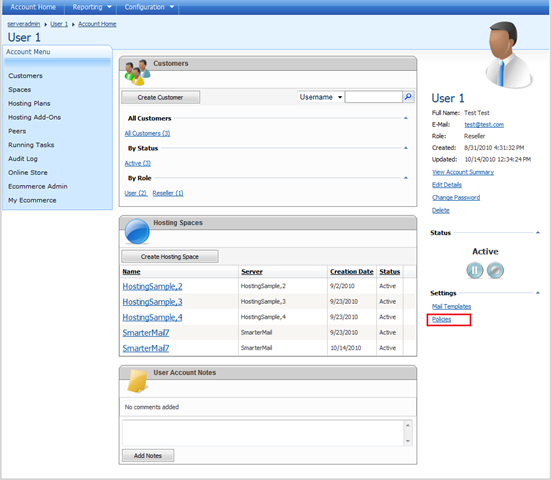 Account Home Reporting Configuration
serveradmin User 1 Account Home
User 1
Account Menu
Customers
Spaces
Hosting Plans
Hosting Add-Ons
Peers
Running Tasks
Audit Log
Online Store
Ecommerce Admin
My Ecommerce
Customers
Create Customer Username
All Customers
All Customers (3)
By Status
Active (3)
By Role
User (2) Reseller (1)
Hosting Spaces
Create Hosting Space
Name Server Creation Date Status
HostingSample,2 HostingSample,2 9/2/2010 Active
HostingSample,3 HostingSample,3 9/23/2010 Active
HostingSample,4 HostingSample,4 9/23/2010 Active
SmarterMail7 SmarterMail 9/23/2010 Active
SmarterMail7 SmarterMail 10/14/2010 Active
User Account Notes
No comments added
Add Notes
User 1
Full Name: Test Test
E-Mail: test@test.com
Role: Reseller
Created: 8/31/2010 4:31:32 PM
Updated: 10/14/2010 12:34:24 PM
View Account Summary
Edit Details
Change Password
Delete
Status
Active
Settings
Mail Templates
Policies